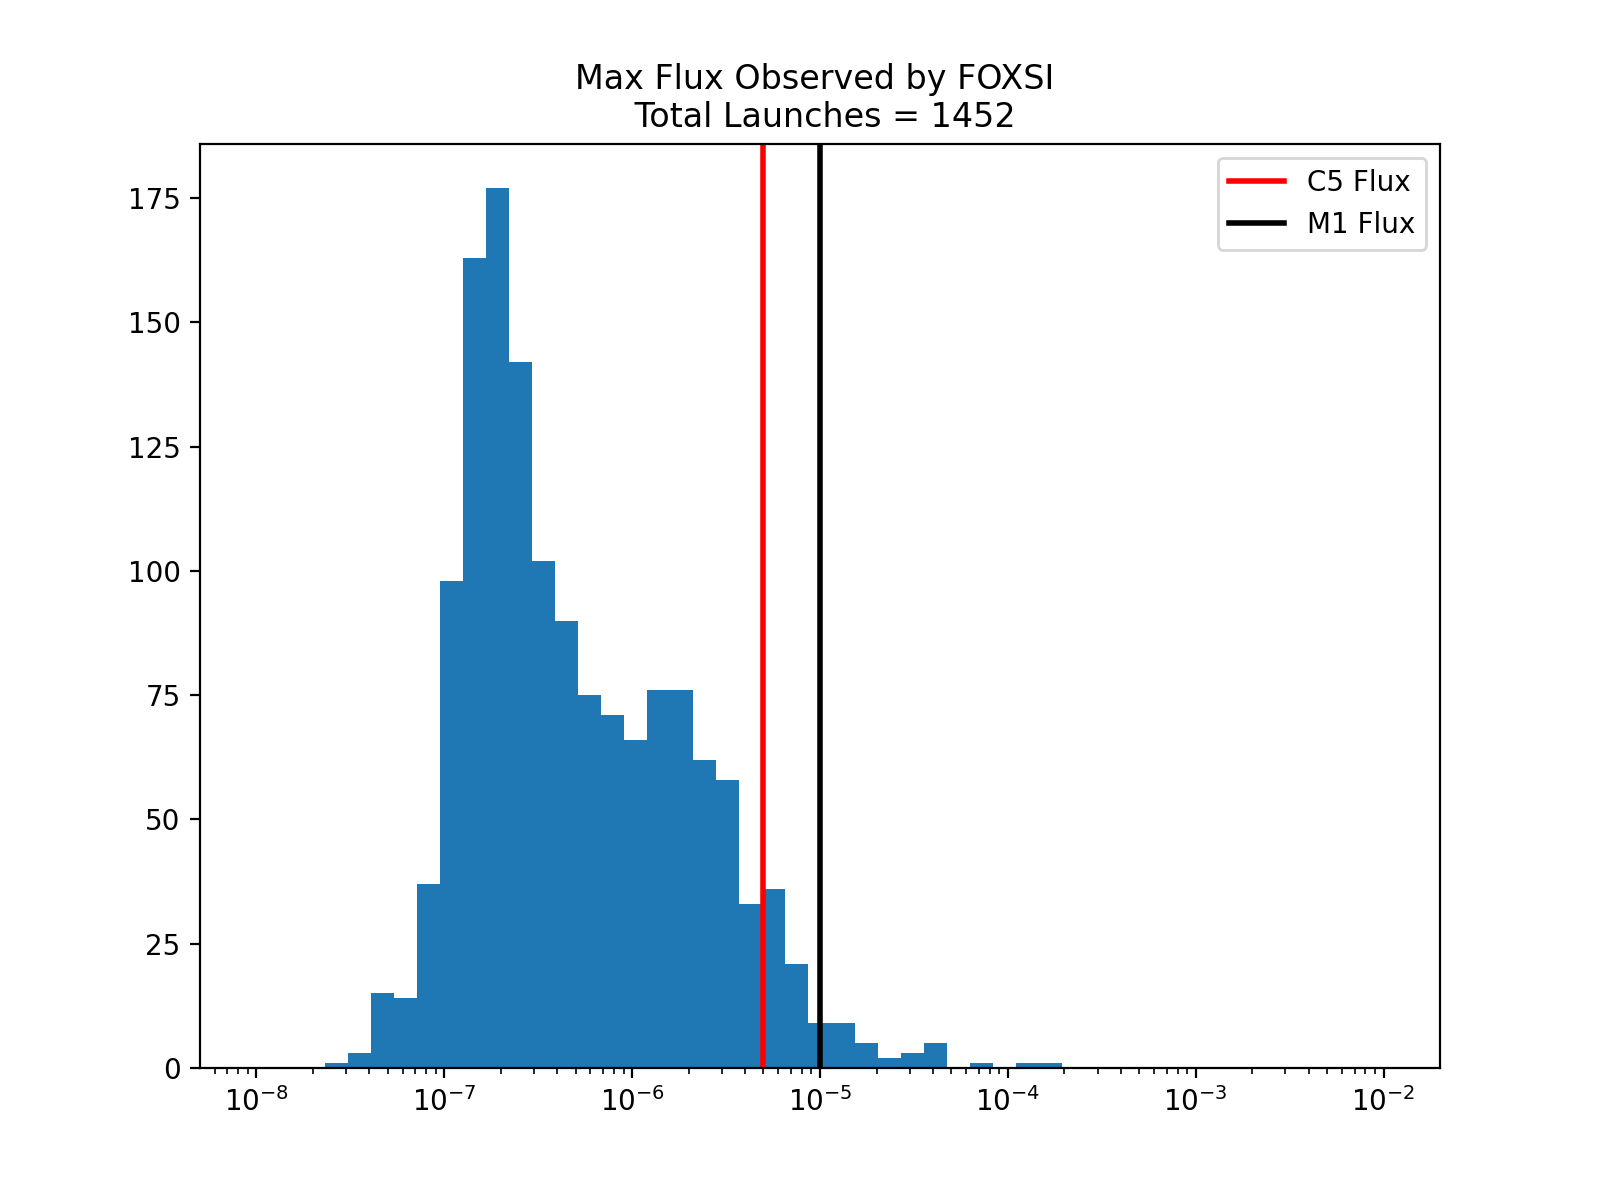 Max Flux Observed by FOXSI
Total Launches = 1452
C5 Flux
M1 Flux
175
150
125
100
75
50
25
0
10⁻⁸ 10⁻⁷ 10⁻⁶ 10⁻⁵ 10⁻⁴ 10⁻³ 10⁻²